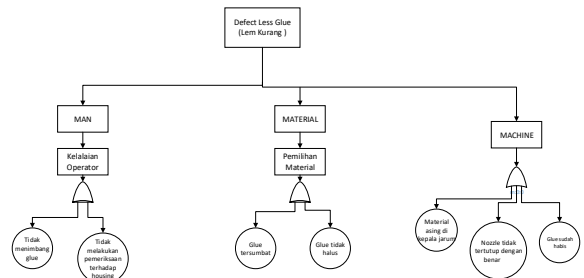 Defect Less Glue
(Lem Kurang )
MAN
MATERIAL
MACHINE
Kelalaian
Operator
Pemilihan
Material
Tidak
menimbang
glue
Tidak
melakukan
pemeriksaan
terhadap
housing
Glue
tersumbat
Glue tidak
halus
Material
asing di
kepala jarum
Nozzle tidak
tertutup dengan
benar
Glue sudah
habis